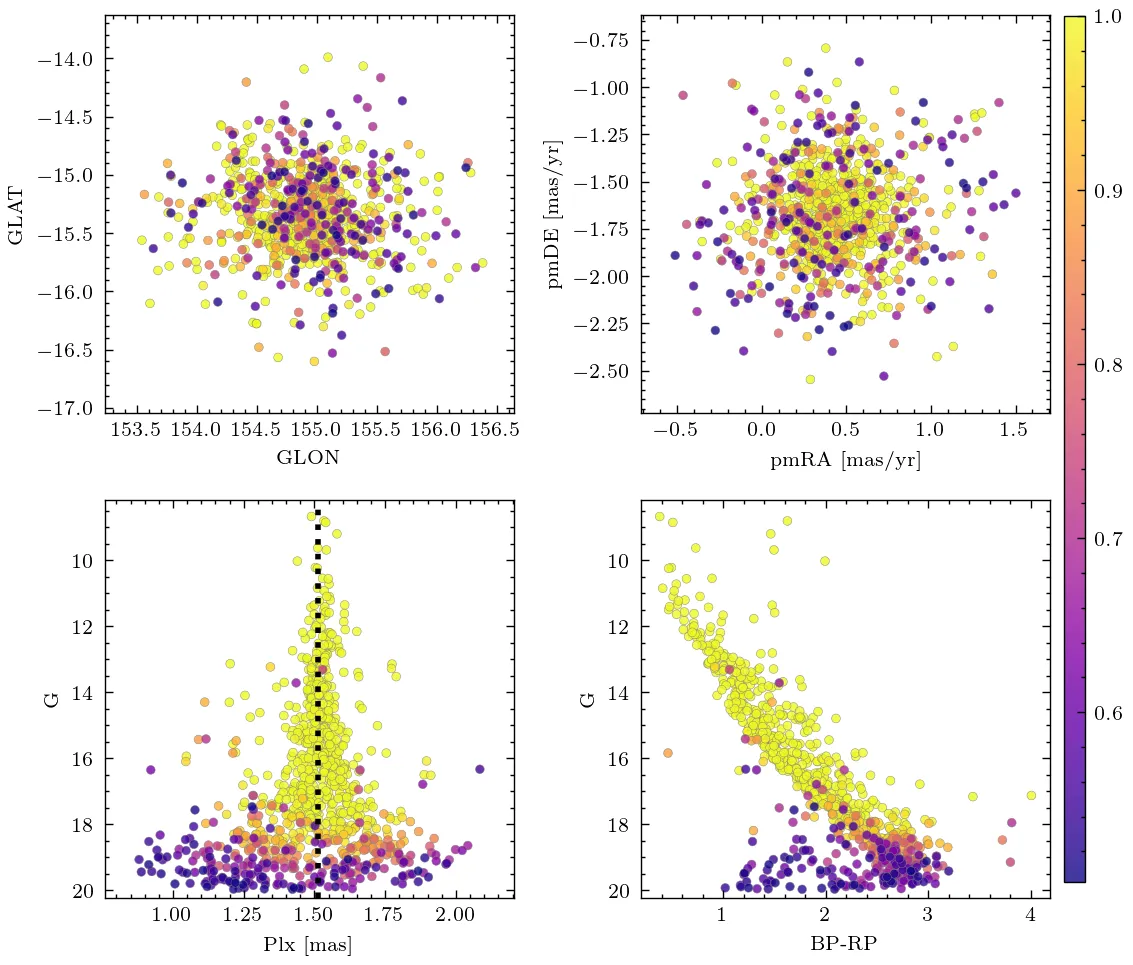 −14.0
−14.5
−15.0
−15.5
−16.0
−16.5
−17.0
GLAT
153.5 154.0 154.5 155.0 155.5 156.0 156.5
GLON
−0.75
−1.00
−1.25
−1.50
−1.75
−2.00
−2.25
−2.50
pmDE [mas/yr]
−0.5 0.0 0.5 1.0 1.5
pmRA [mas/yr]
10
12
14
16
18
20
G
1.00 1.25 1.50 1.75 2.00
Plx [mas]
10
12
14
16
18
20
G
1 2 3 4
BP-RP
1.0
0.9
0.8
0.7
0.6